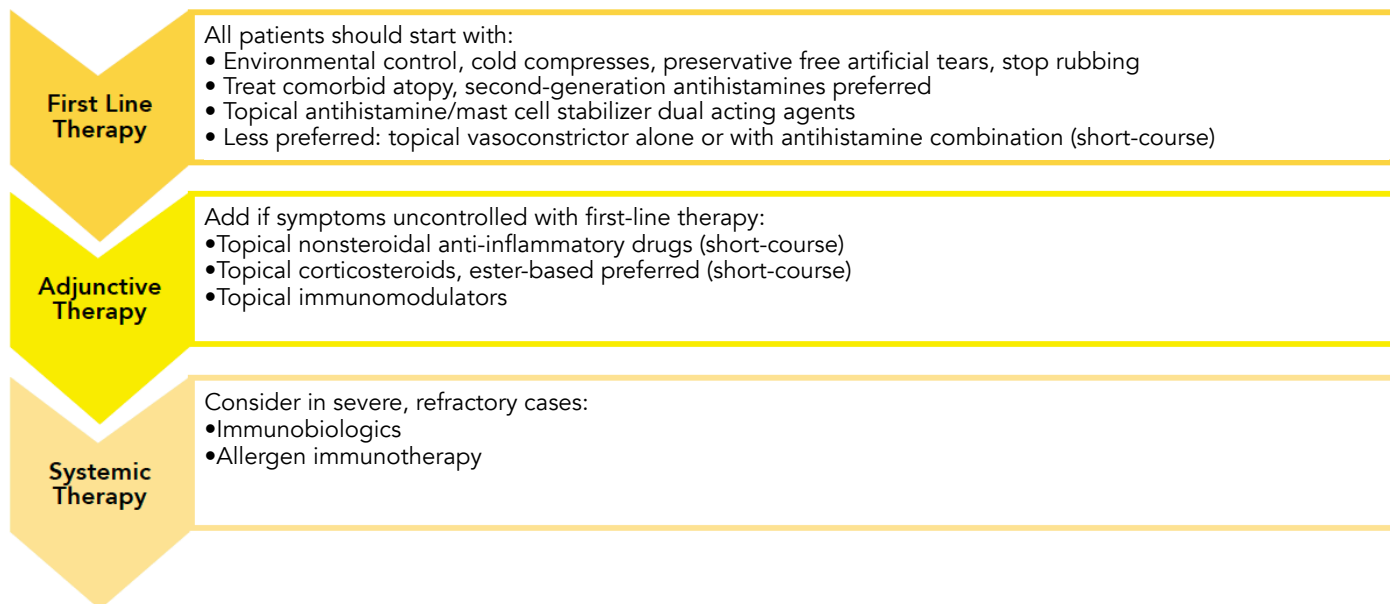 First Line
Therapy
All patients should start with:
• Environmental control, cold compresses, preservative free artificial tears, stop rubbing
• Treat comorbid atopy, second-generation antihistamines preferred
• Topical antihistamine/mast cell stabilizer dual acting agents
• Less preferred: topical vasoconstrictor alone or with antihistamine combination (short-course)
Adjunctive
Therapy
Add if symptoms uncontrolled with first-line therapy:
•Topical nonsteroidal anti-inflammatory drugs (short-course)
•Topical corticosteroids, ester-based preferred (short-course)
•Topical immunomodulators
Systemic
Therapy
Consider in severe, refractory cases:
•Immunobiologics
•Allergen immunotherapy